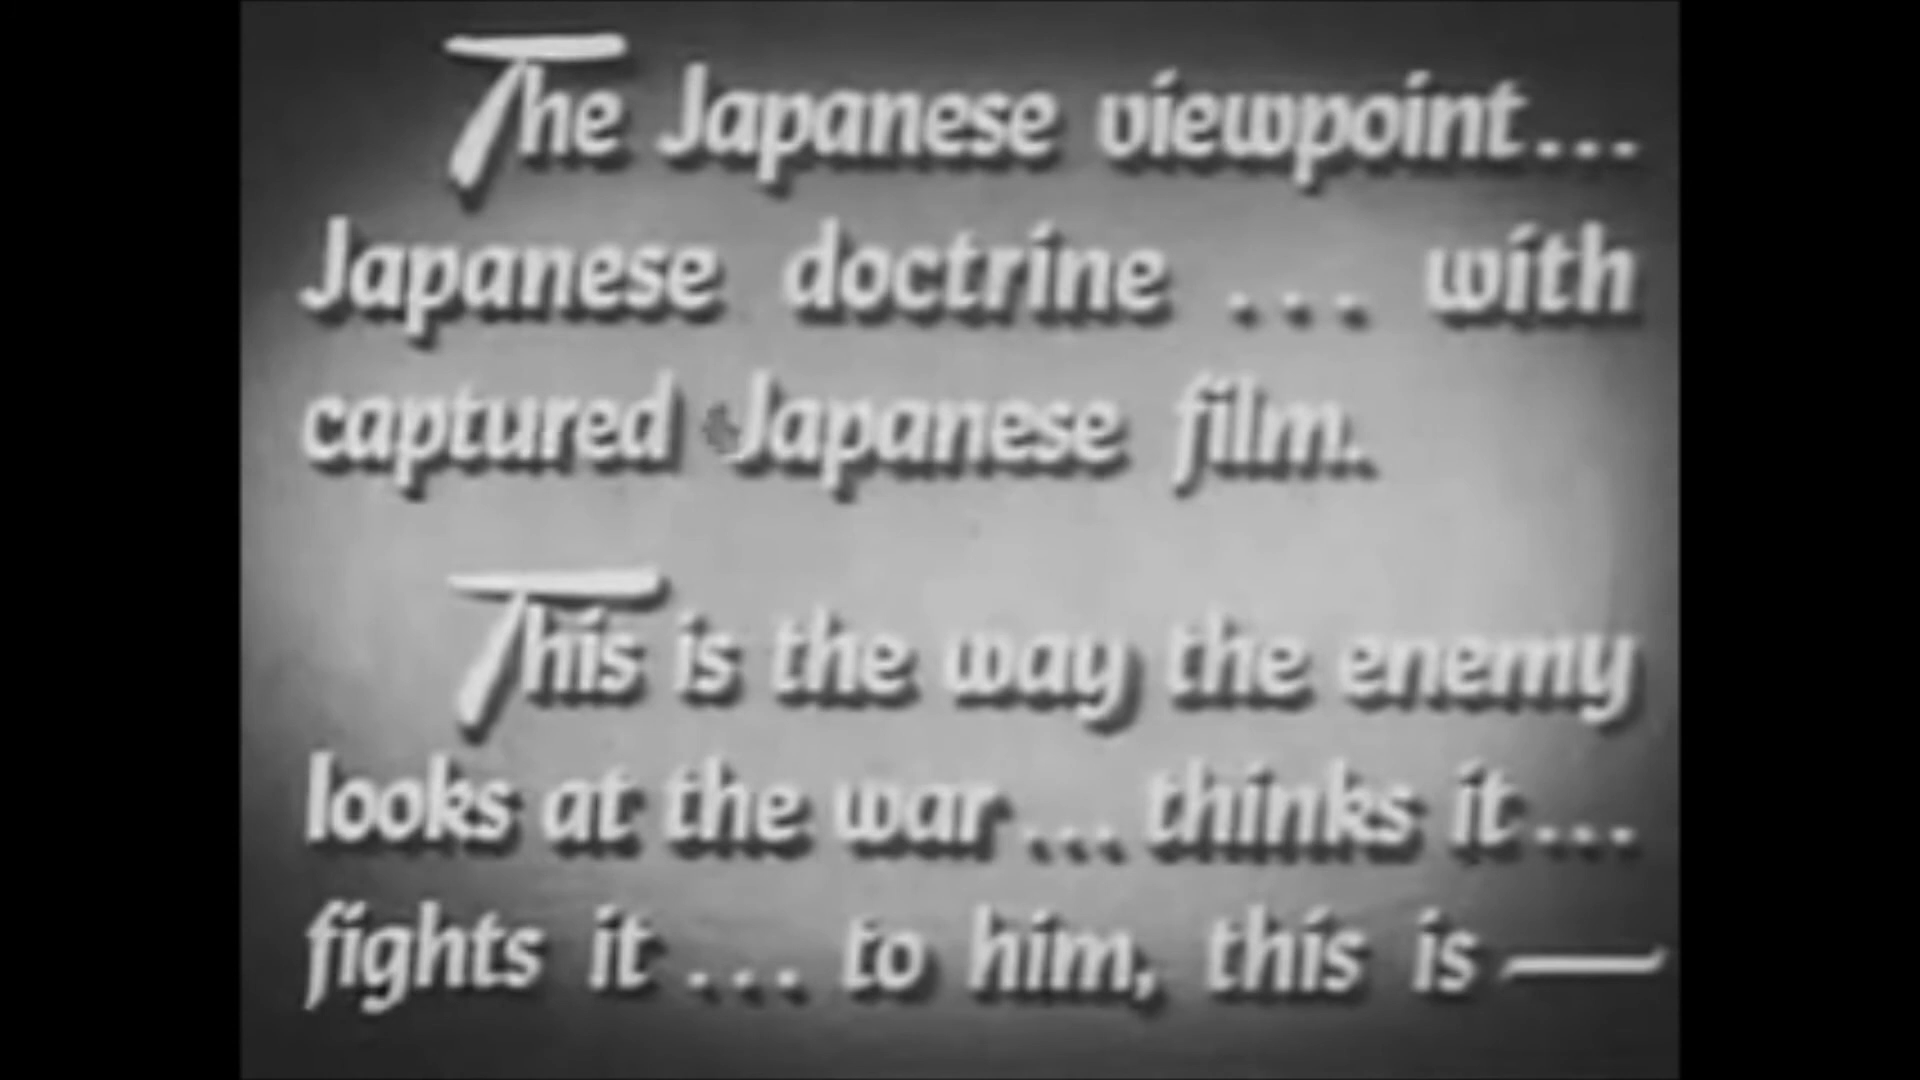 The Japanese viewpoint...
Japanese doctrine ... with
captured Japanese film.
This is the way the enemy
looks at the war... thinks it...
fights it ... to him, this is—